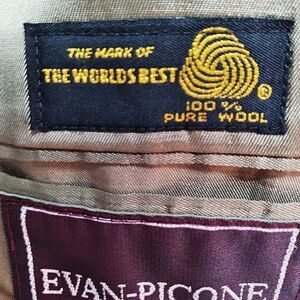 THE MARK OF
THE WORLDS BEST
100%
PURE WOOL
®
EVAN-PICONE